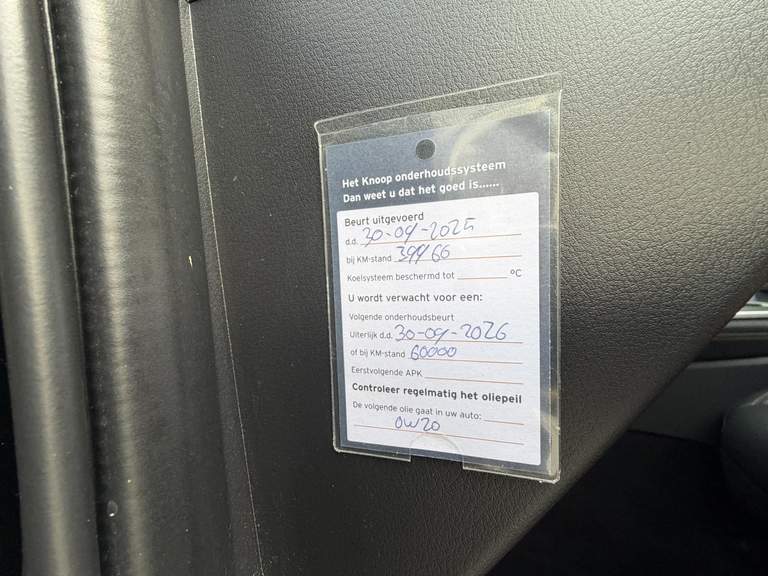 Het Knoop onderhoudssysteem
Dan weet u dat het goed is......
Beurt uitgevoerd
d.d. 30-09-2025
bij KM-stand 39966
Koelsysteem beschermd tot °C
U wordt verwacht voor een:
Volgende onderhoudsbeurt
Uiterlijk d.d. 30-09-2026
of bij KM-stand 60000
Eerstvolgende APK
Controleer regelmatig het oliepeil
De volgende olie gaat in uw auto:
0W20